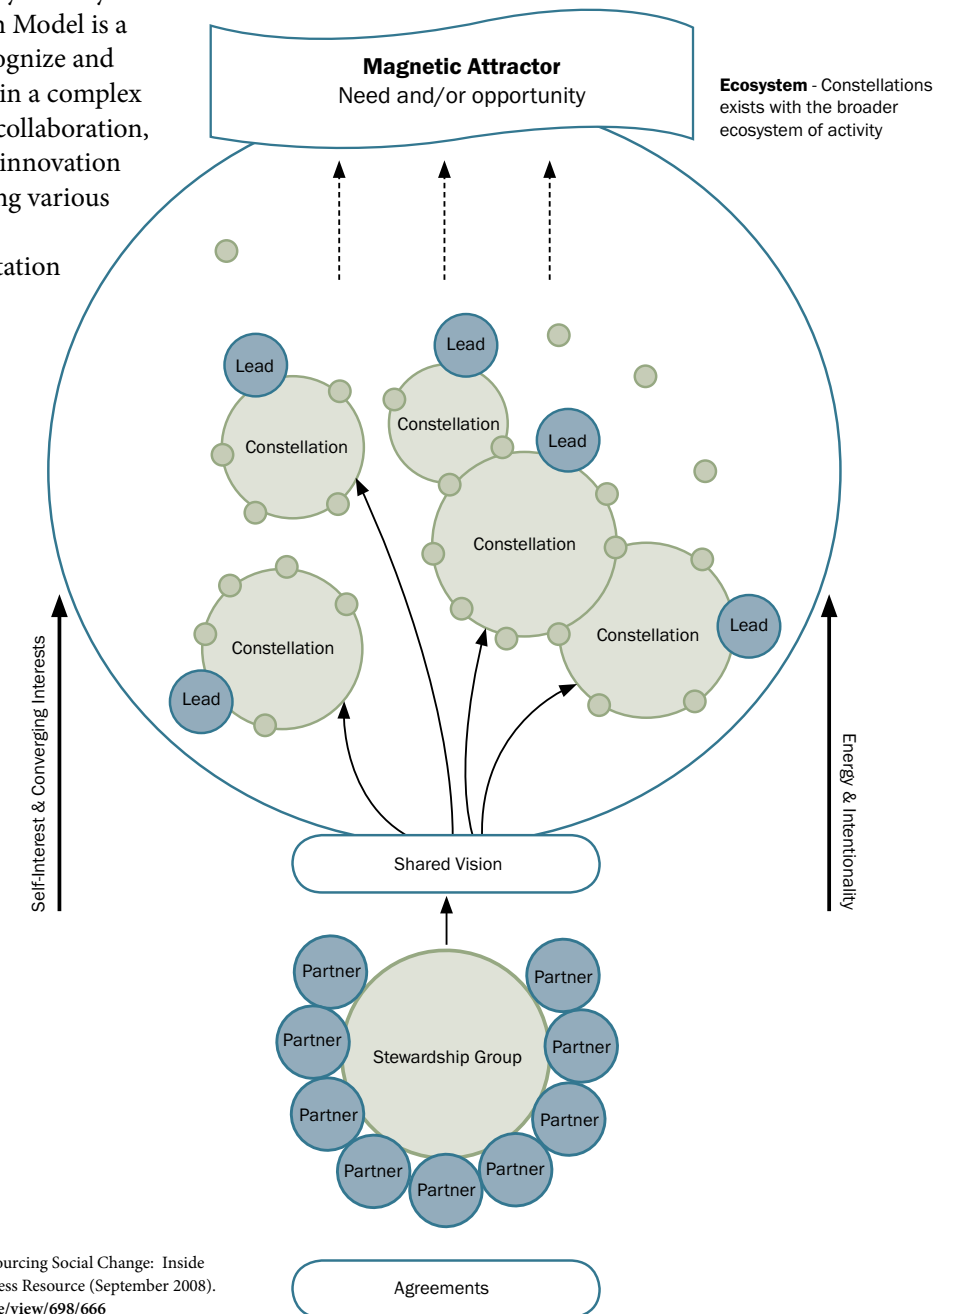 n Model is a
ognize and
in a complex
collaboration,
innovation
ng various
tation
Magnetic Attractor
Need and/or opportunity
Ecosystem - Constellations
exists with the broader
ecosystem of activity
Lead
Constellation
Lead
Constellation
Lead
Constellation
Constellation
Lead
Constellation
Lead
Self-Interest & Converging Interests
Energy & Intentionality
Shared Vision
Partner
Partner
Partner
Partner
Stewardship Group
Partner
Partner
Partner
Partner
Partner
Agreements
ourcing Social Change: Inside
ess Resource (September 2008).
e/view/698/666